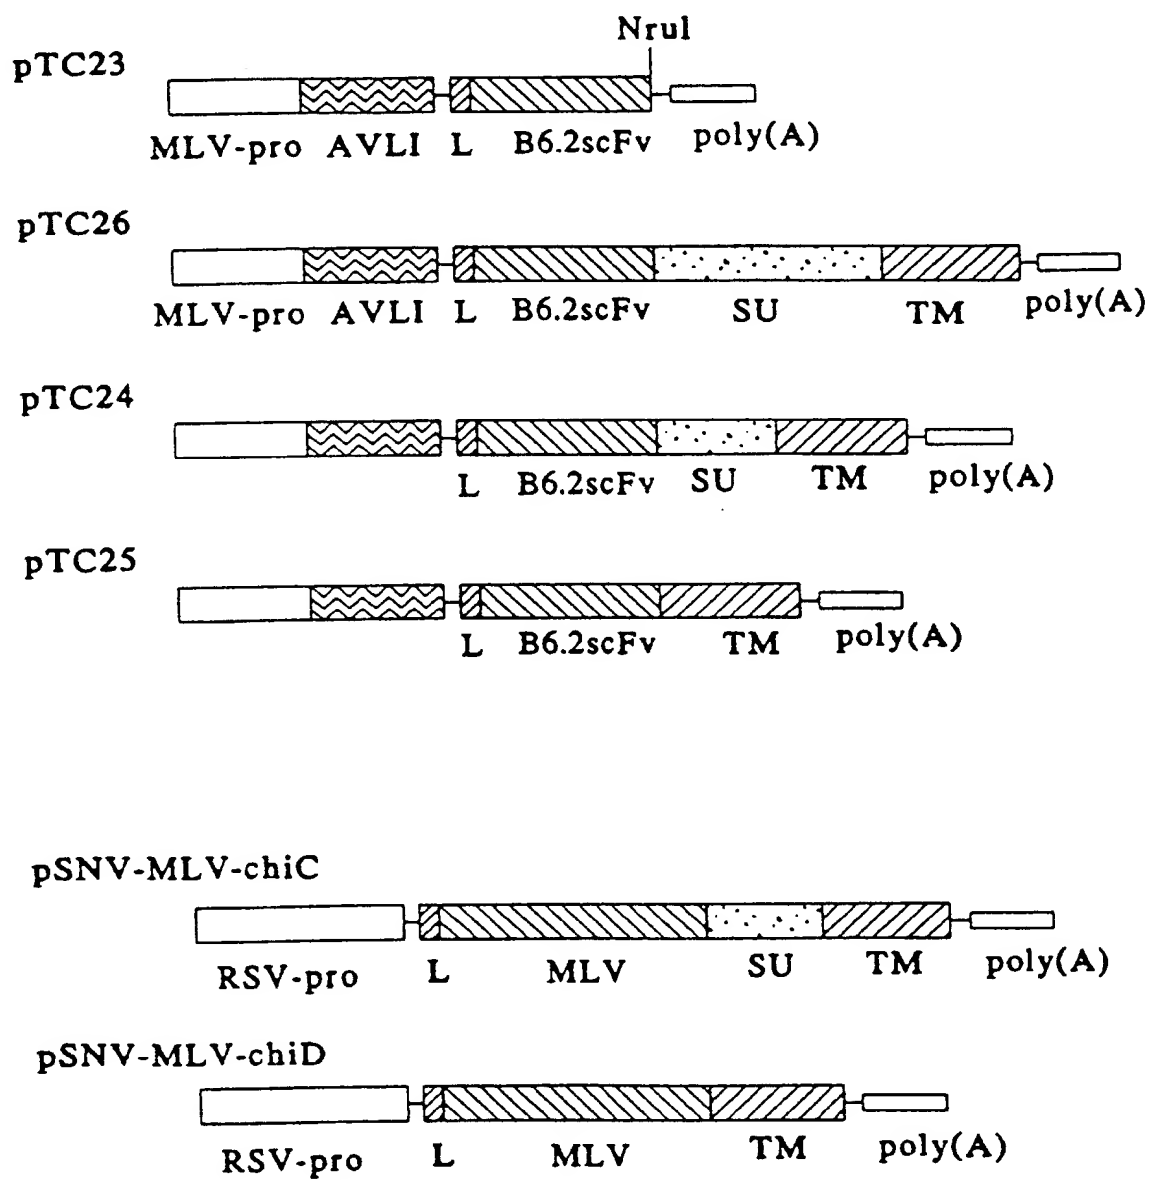 NruI
pTC23
MLV-pro AVLI L B6.2scFv poly(A)
pTC26
MLV-pro AVLI L B6.2scFv SU TM poly(A)
pTC24
L B6.2scFv SU TM poly(A)
pTC25
L B6.2scFv TM poly(A)
pSNV-MLV-chiC
RSV-pro L MLV SU TM poly(A)
pSNV-MLV-chiD
RSV-pro L MLV TM poly(A)